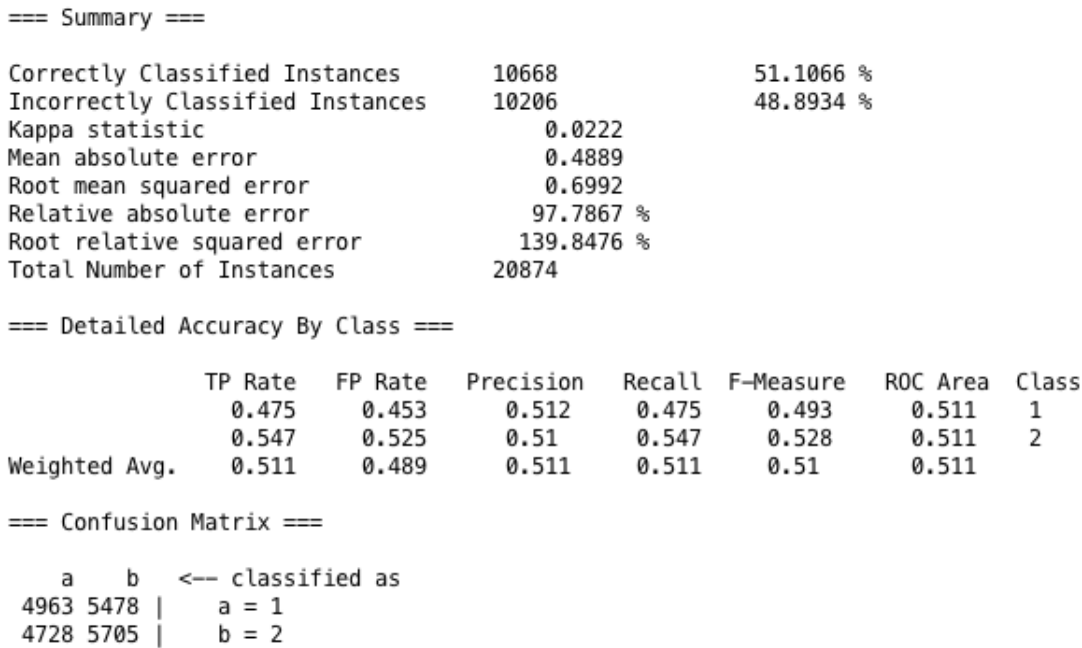 === Summary ===
Correctly Classified Instances 10668 51.1066 %
Incorrectly Classified Instances 10206 48.8934 %
Kappa statistic 0.0222
Mean absolute error 0.4889
Root mean squared error 0.6992
Relative absolute error 97.7867 %
Root relative squared error 139.8476 %
Total Number of Instances 20874
=== Detailed Accuracy By Class ===
TP Rate FP Rate Precision Recall F-Measure ROC Area Class
0.475 0.453 0.512 0.475 0.493 0.511 1
0.547 0.525 0.51 0.547 0.528 0.511 2
Weighted Avg. 0.511 0.489 0.511 0.511 0.51 0.511
=== Confusion Matrix ===
a b <-- classified as
4963 5478 | a = 1
4728 5705 | b = 2